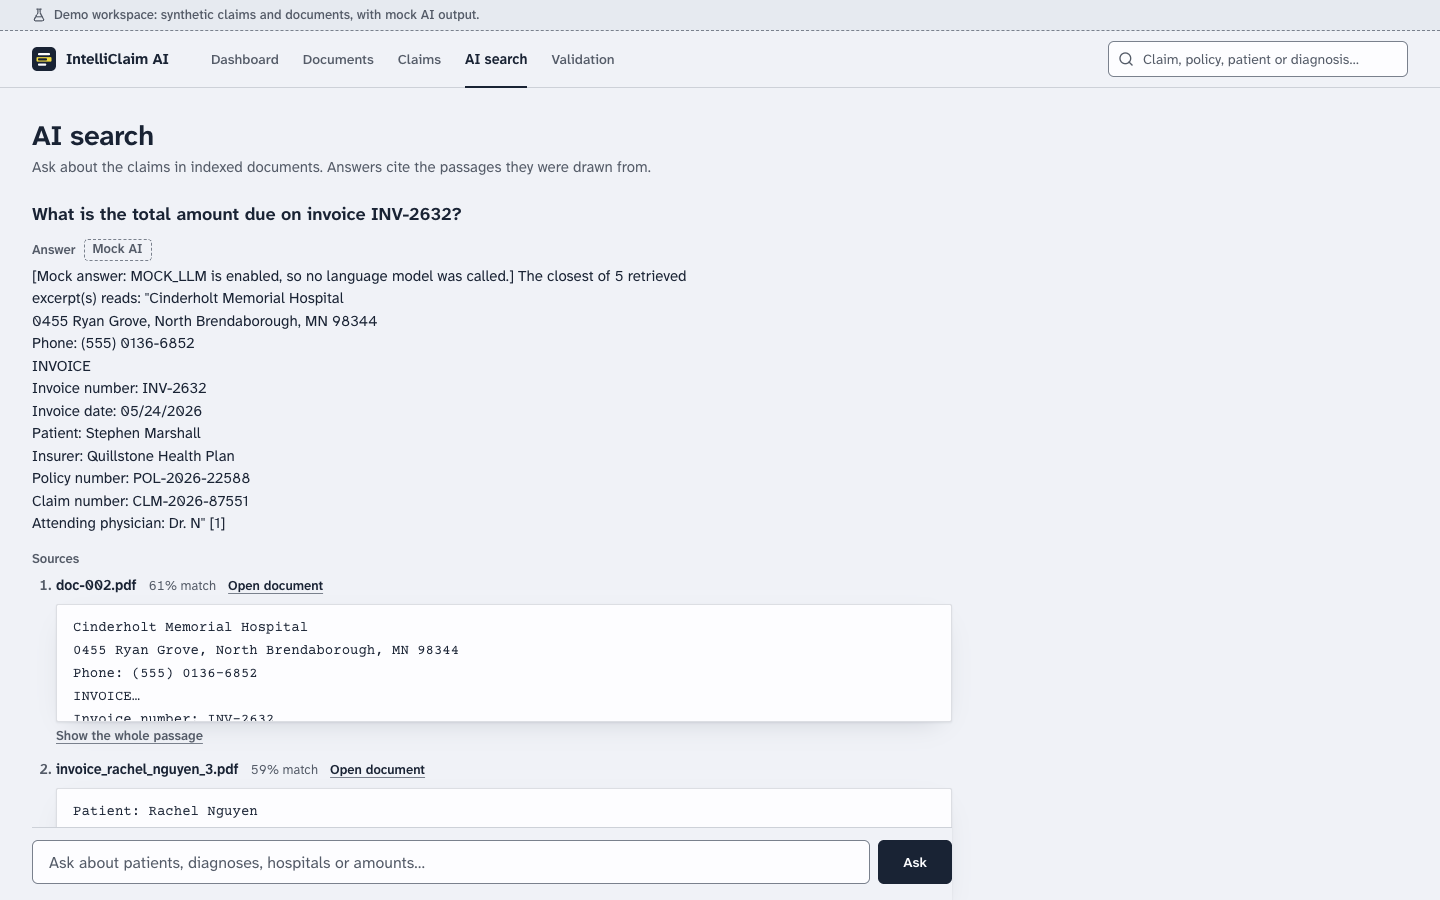 Demo workspace: synthetic claims and documents, with mock AI output.
IntelliClaim AI
Dashboard
Documents
Claims
AI search
Validation
Claim, policy, patient or diagnosis...
AI search
Ask about the claims in indexed documents. Answers cite the passages they were drawn from.
What is the total amount due on invoice INV-2632?
Answer
Mock AI
[Mock answer: MOCK_LLM is enabled, so no language model was called.] The closest of 5 retrieved
excerpt(s) reads: "Cinderholt Memorial Hospital
0455 Ryan Grove, North Brendaborough, MN 98344
Phone: (555) 0136-6852
INVOICE
Invoice number: INV-2632
Invoice date: 05/24/2026
Patient: Stephen Marshall
Insurer: Quillstone Health Plan
Policy number: POL-2026-22588
Claim number: CLM-2026-87551
Attending physician: Dr. N" [1]
Sources
1. doc-002.pdf 61% match Open document
Cinderholt Memorial Hospital
0455 Ryan Grove, North Brendaborough, MN 98344
Phone: (555) 0136-6852
INVOICE…
Invoice number: INV-2632
Show the whole passage
2. invoice_rachel_nguyen_3.pdf 59% match Open document
Patient: Rachel Nguyen
Ask about patients, diagnoses, hospitals or amounts...
Ask